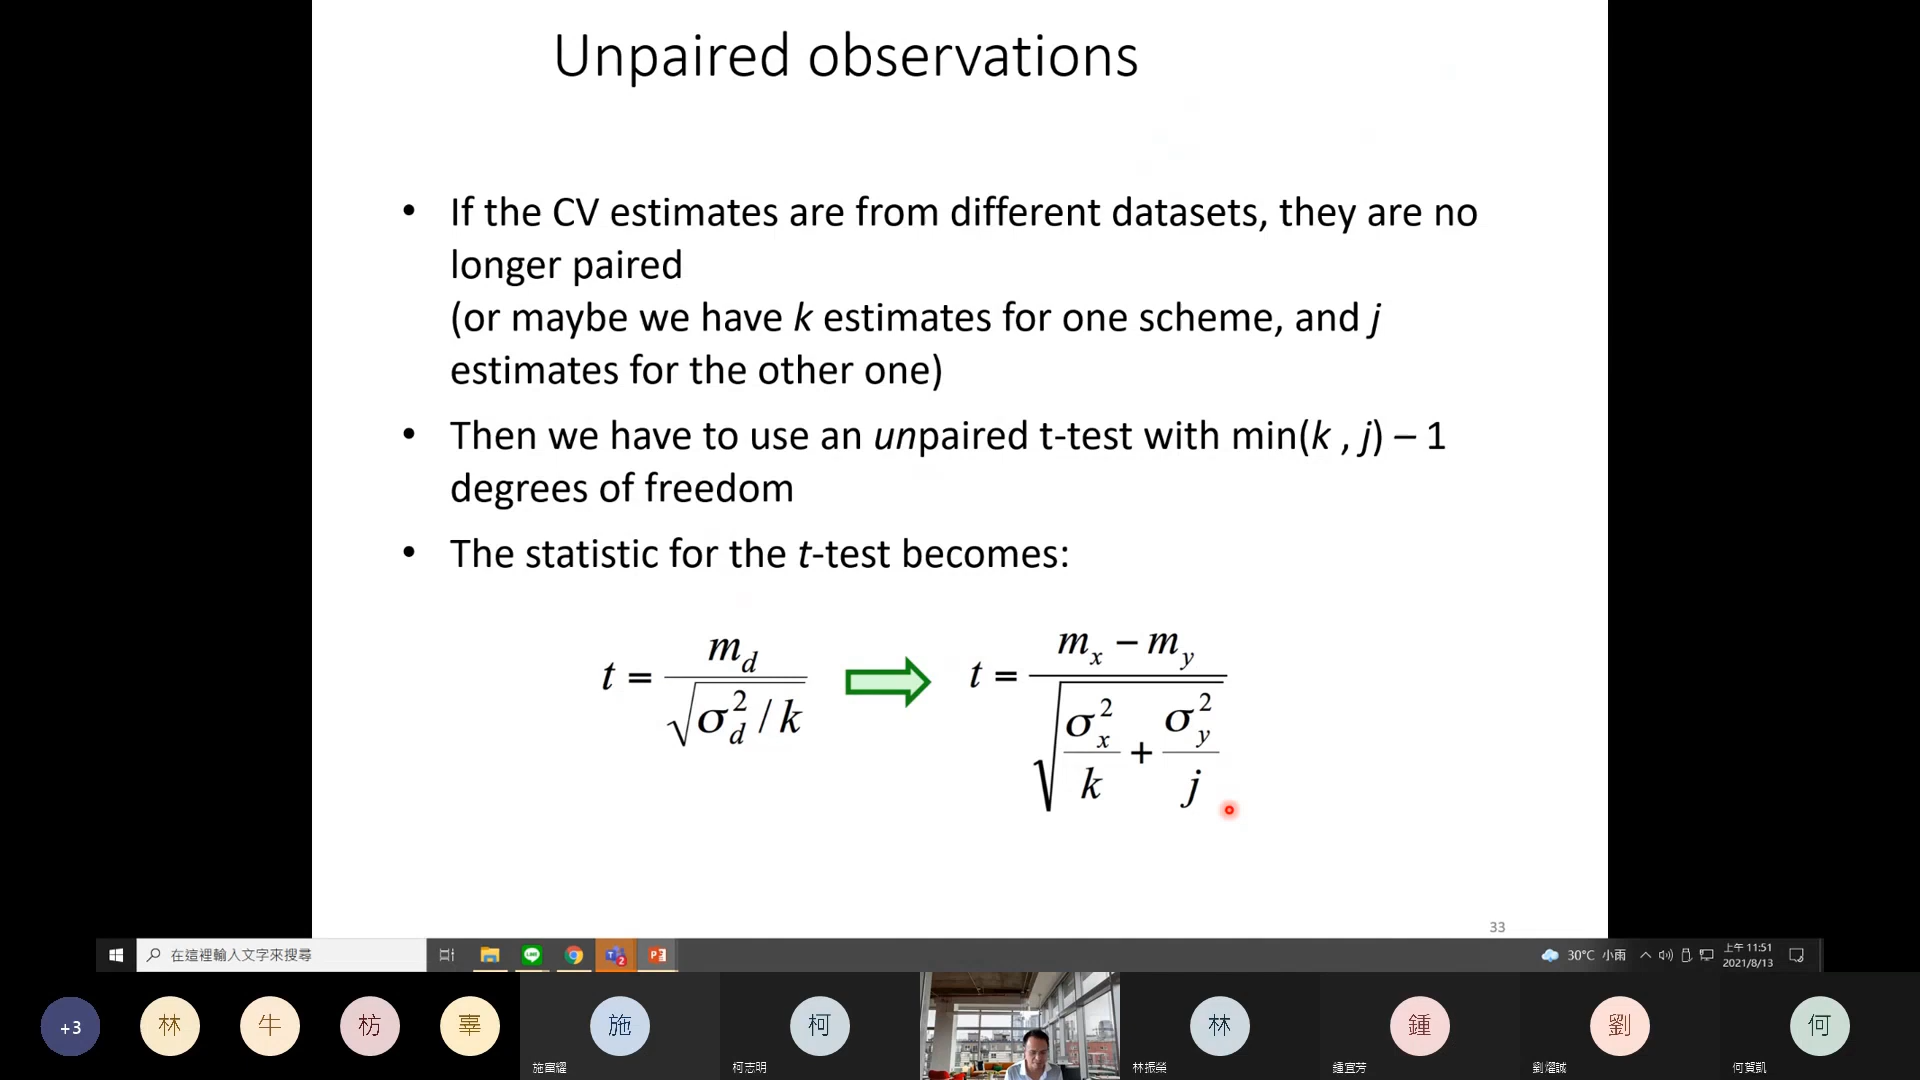 Unpaired observations
• If the CV estimates are from different datasets, they are no
longer paired
(or maybe we have k estimates for one scheme, and j
estimates for the other one)
• Then we have to use an unpaired t-test with min(k , j) – 1
degrees of freedom
• The statistic for the t-test becomes:
t = m_d / √(σ_d^2 / k) ⇒ t = (m_x − m_y) / √(σ_x^2 / k + σ_y^2 / j)
33
在這裡輸入文字來搜尋
2
30°C 小雨
上午 11:51
2021/8/13
+3
林
牛
枋
辜
施
柯
林
鍾
劉
何
施富耀
柯志明
林振榮
鍾宜芳
劉燿誠
何賀凱